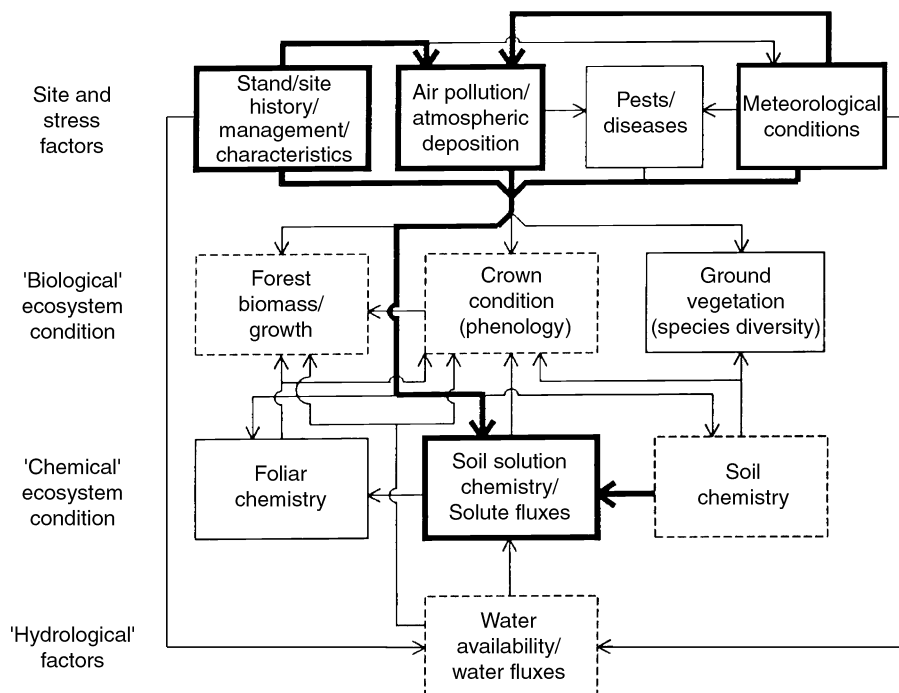 Site and
stress
factors
Stand/site
history/
management/
characteristics
Air pollution/
atmospheric
deposition
Pests/
diseases
Meteorological
conditions
'Biological'
ecosystem
condition
Forest
biomass/
growth
Crown
condition
(phenology)
Ground
vegetation
(species diversity)
'Chemical'
ecosystem
condition
Foliar
chemistry
Soil solution
chemistry/
Solute fluxes
Soil
chemistry
'Hydrological'
factors
Water
availability/
water fluxes